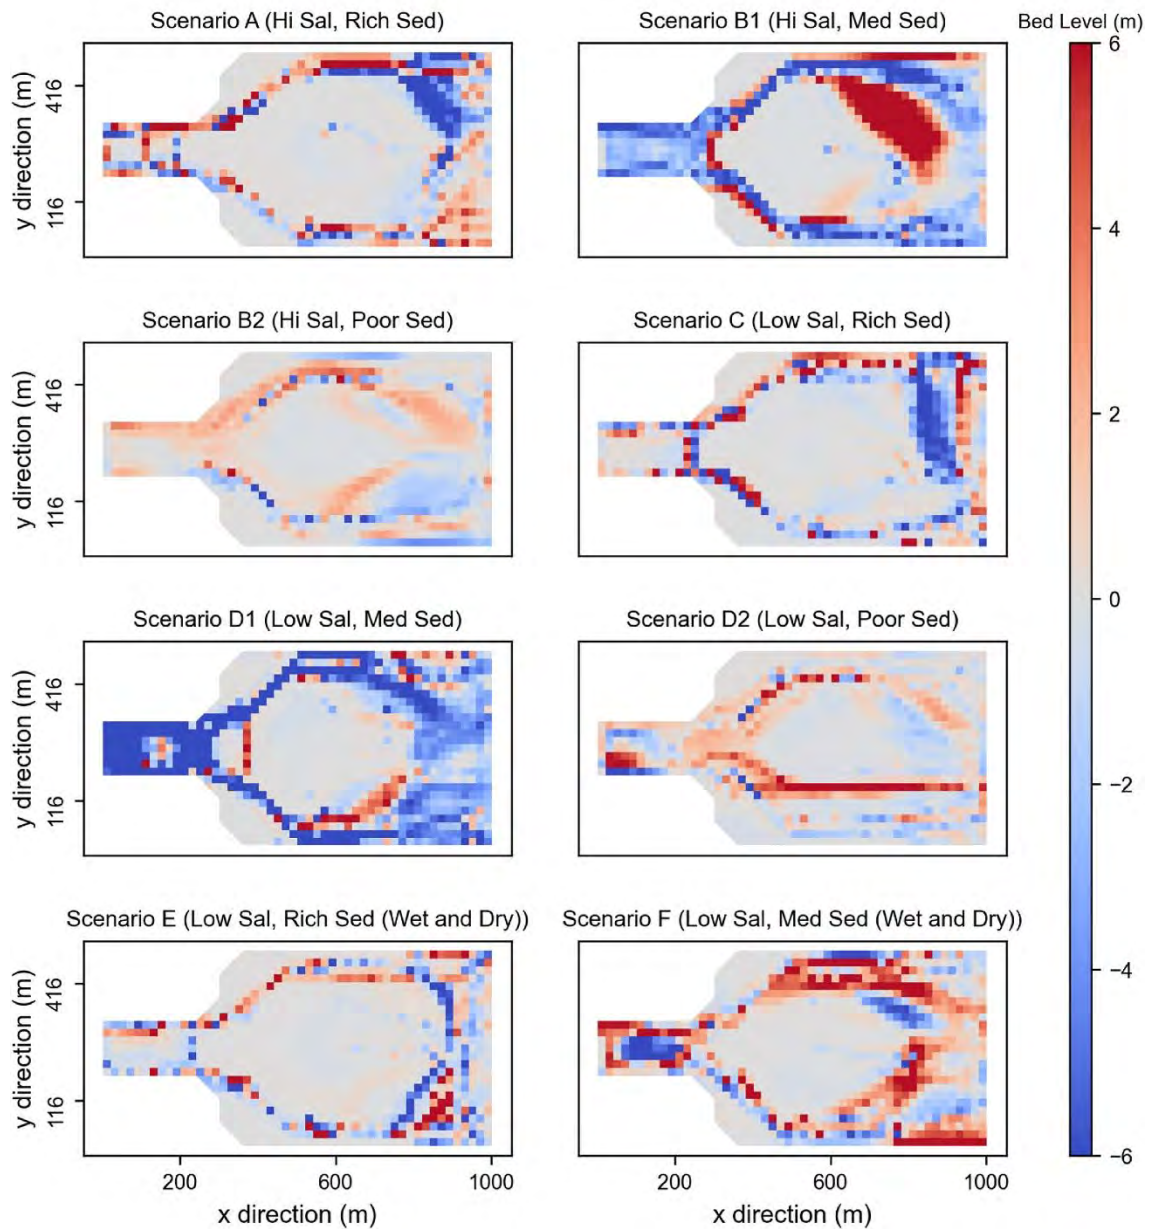 Scenario A (Hi Sal, Rich Sed)
Scenario B1 (Hi Sal, Med Sed)
Bed Level (m)
6
4
2
0
−2
−4
−6
y direction (m)
416
116
Scenario B2 (Hi Sal, Poor Sed)
Scenario C (Low Sal, Rich Sed)
y direction (m)
416
116
Scenario D1 (Low Sal, Med Sed)
Scenario D2 (Low Sal, Poor Sed)
y direction (m)
416
116
Scenario E (Low Sal, Rich Sed (Wet and Dry))
Scenario F (Low Sal, Med Sed (Wet and Dry))
y direction (m)
416
116
200
600
1000
200
600
1000
x direction (m)
x direction (m)